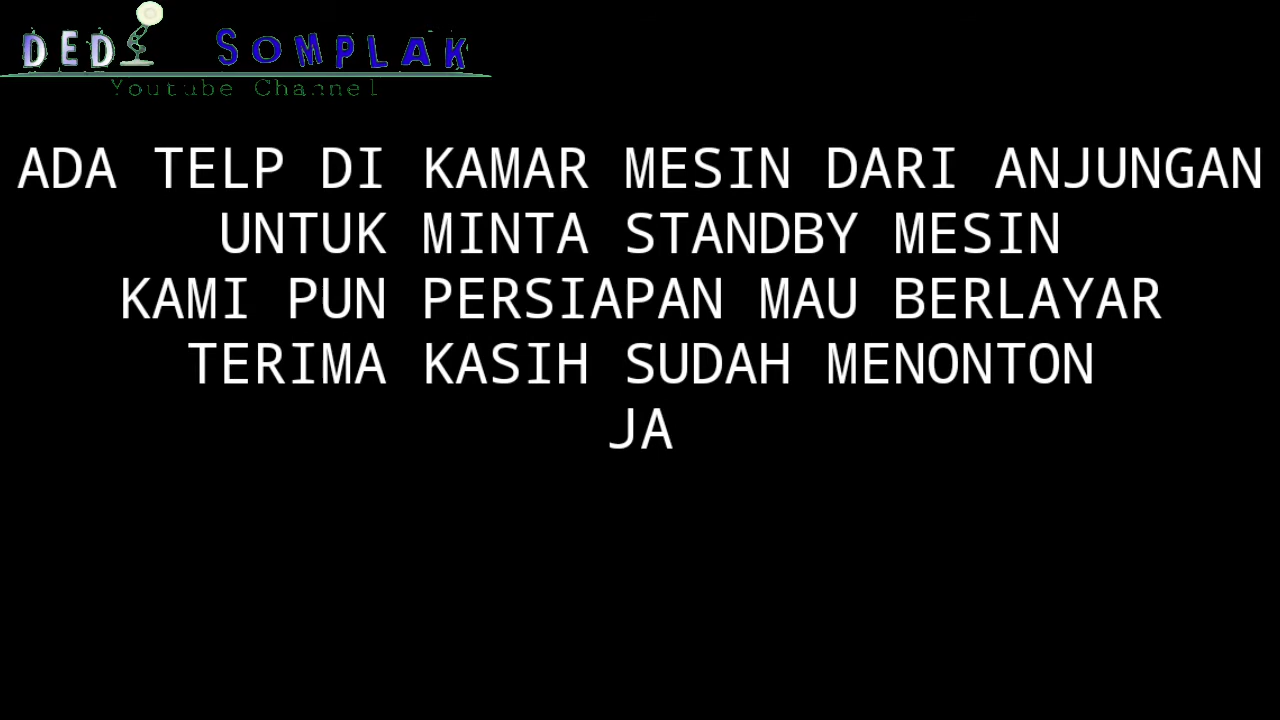 DED SOMPLAK
Youtube Channel
ADA TELP DI KAMAR MESIN DARI ANJUNGAN
UNTUK MINTA STANDBY MESIN
KAMI PUN PERSIAPAN MAU BERLAYAR
TERIMA KASIH SUDAH MENONTON
JA